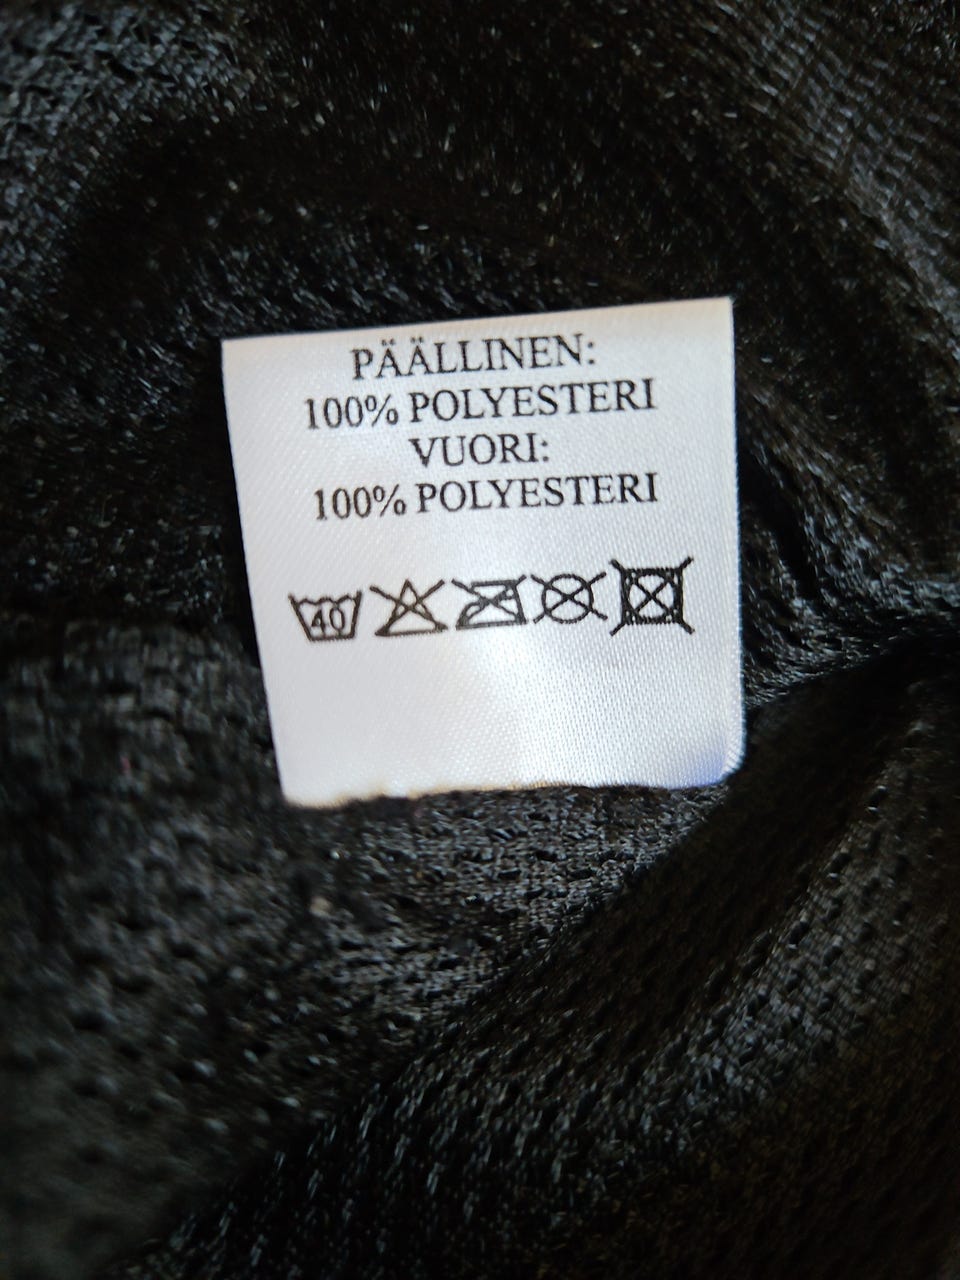 PÄÄLLINEN:
100% POLYESTERI
VUORI:
100% POLYESTERI
40